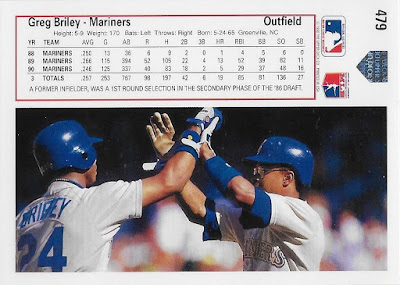 Greg Briley - Mariners Outfield
Height: 5-9 Weight: 170 Bats: Left Throws: Right Born: 5-24-65 Greenville, NC
YR TEAM AVG G AB R H 2B 3B HR RBI BB SO SB
88 MARINERS .250 13 36 6 9 2 0 1 4 5 6 0
89 MARINERS .266 115 394 52 105 22 4 13 52 39 82 11
90 MARINERS .246 125 337 40 83 18 2 5 29 37 48 16
3 TOTALS .257 253 767 98 197 42 6 19 85 81 136 27
A FORMER INFIELDER, WAS A 1ST ROUND SELECTION IN THE SECONDARY PHASE OF THE '86 DRAFT.
479
BRILEY
24